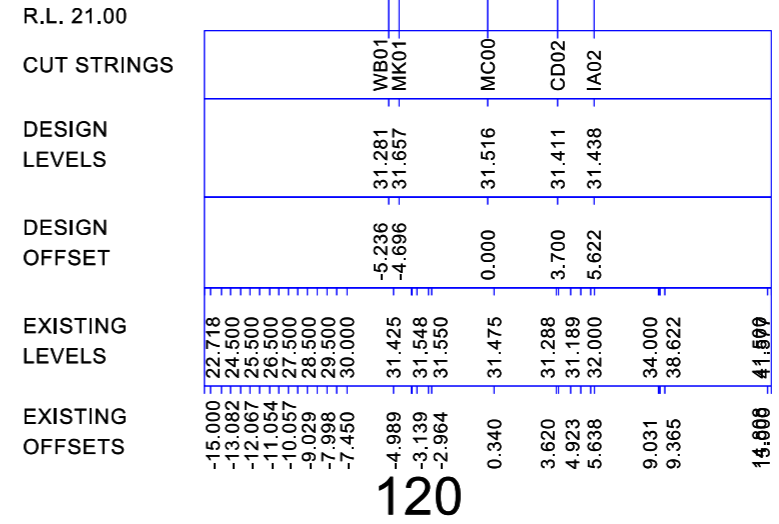 R.L. 21.00
CUT STRINGS WB01 MK01 MC00 CD02 IA02
DESIGN LEVELS 31.281 31.657 31.516 31.411 31.438
DESIGN OFFSET -5.236 -4.696 0.000 3.700 5.622
EXISTING LEVELS 22.718 24.500 25.500 26.500 27.500 28.500 29.500 30.000 31.425 31.548 31.550 31.475 31.288 31.189 32.000 34.000 38.622
EXISTING OFFSETS -15.000 -13.082 -12.067 -11.054 -10.057 -9.029 -7.998 -7.450 -4.989 -3.139 -2.964 0.340 3.620 4.923 5.638 9.031 9.365
120